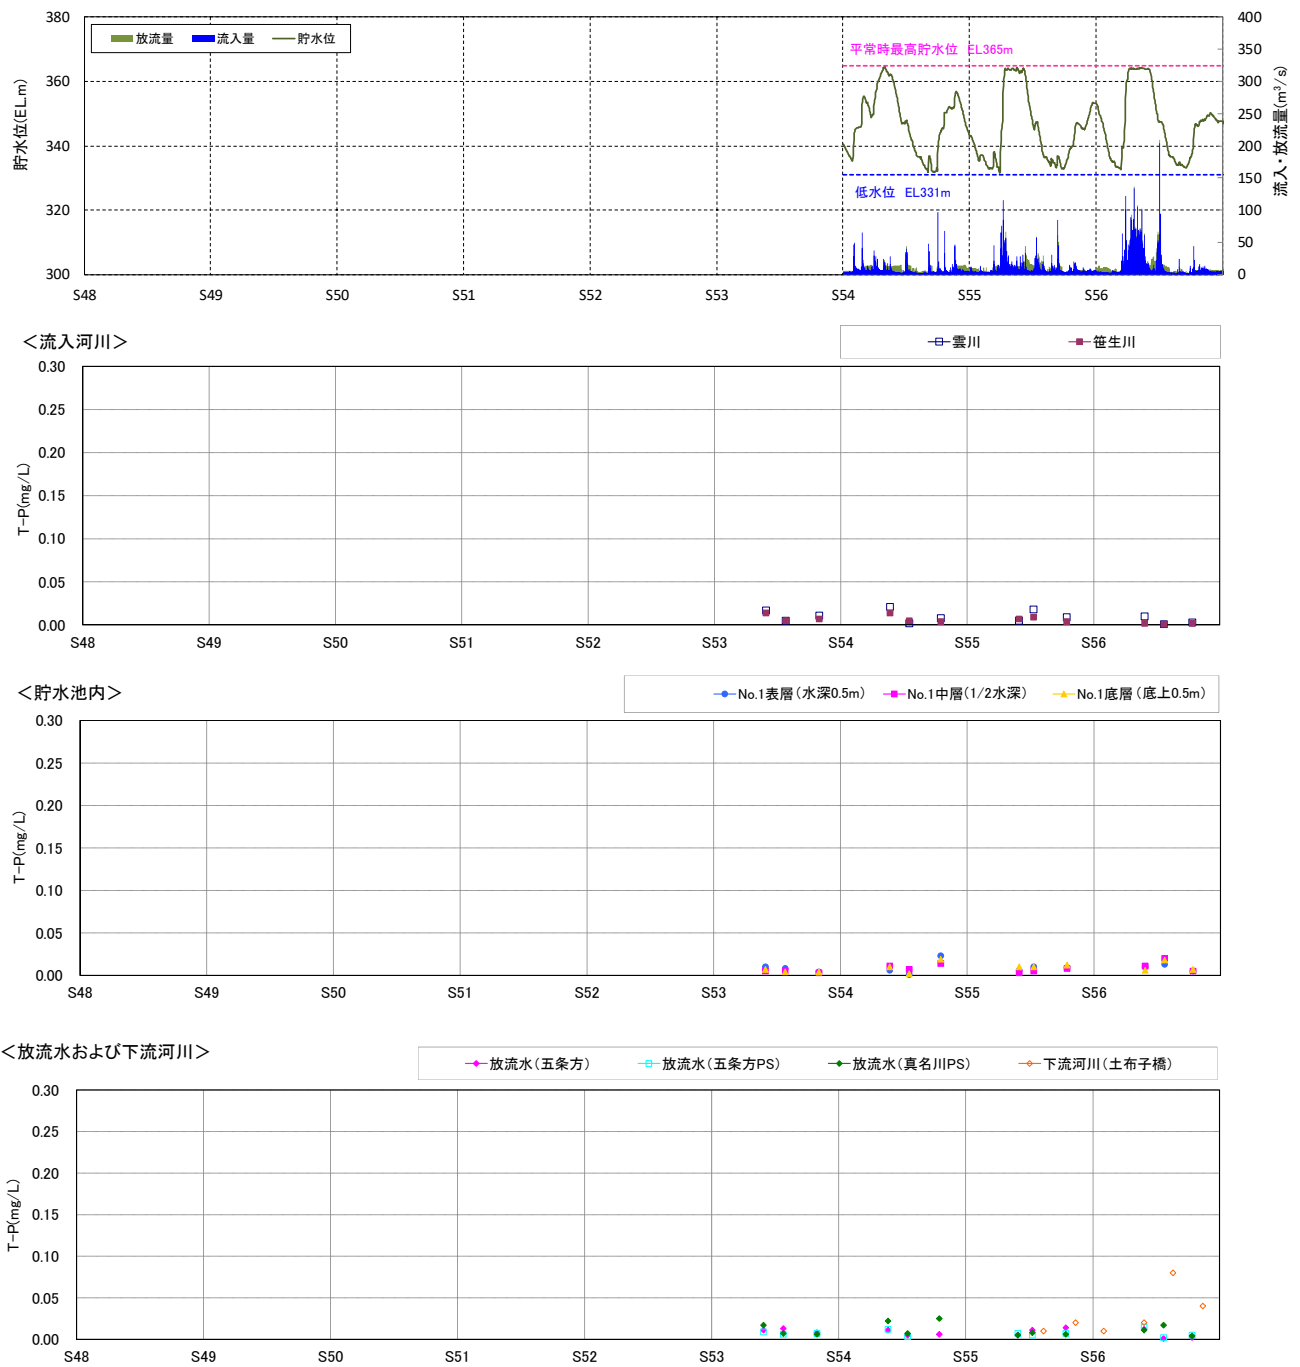 380
360
340
320
300
貯水位(EL.m)
放流量
流入量
貯水位
平常時最高貯水位 EL365m
低水位 EL331m
400
350
300
250
200
150
100
50
0
流入・放流量(m³/s)
S48 S49 S50 S51 S52 S53 S54 S55 S56
＜流入河川＞
雲川
笹生川
0.30
0.25
0.20
0.15
0.10
0.05
0.00
T-P(mg/L)
S48 S49 S50 S51 S52 S53 S54 S55 S56
＜貯水池内＞
No.1表層（水深0.5m）
No.1中層（1/2水深）
No.1底層（底上0.5m）
0.30
0.25
0.20
0.15
0.10
0.05
0.00
T-P(mg/L)
S48 S49 S50 S51 S52 S53 S54 S55 S56
＜放流水および下流河川＞
放流水（五条方）
放流水（五条方PS）
放流水（真名川PS）
下流河川（土布子橋）
0.30
0.25
0.20
0.15
0.10
0.05
0.00
T-P(mg/L)
S48 S49 S50 S51 S52 S53 S54 S55 S56